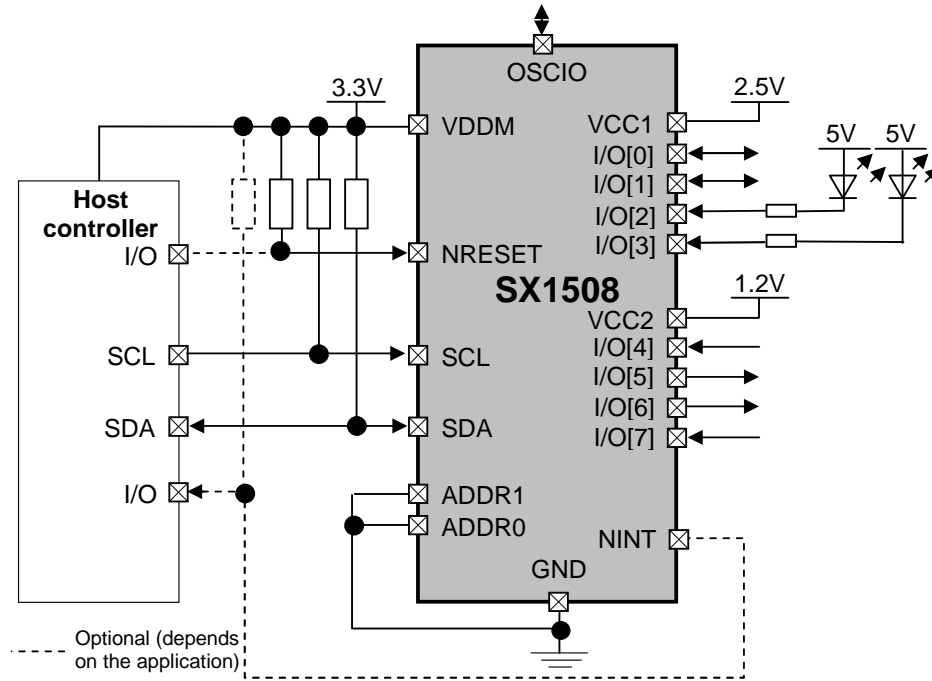 OSCIO
3.3V
2.5V
VDDM
VCC1
5V
5V
I/O[0]
I/O[1]
Host
controller
I/O[2]
I/O
NRESET
I/O[3]
SX1508
1.2V
VCC2
SCL
SCL
I/O[4]
I/O[5]
SDA
SDA
I/O[6]
I/O[7]
I/O
ADDR1
ADDR0
NINT
GND
Optional (depends
on the application)